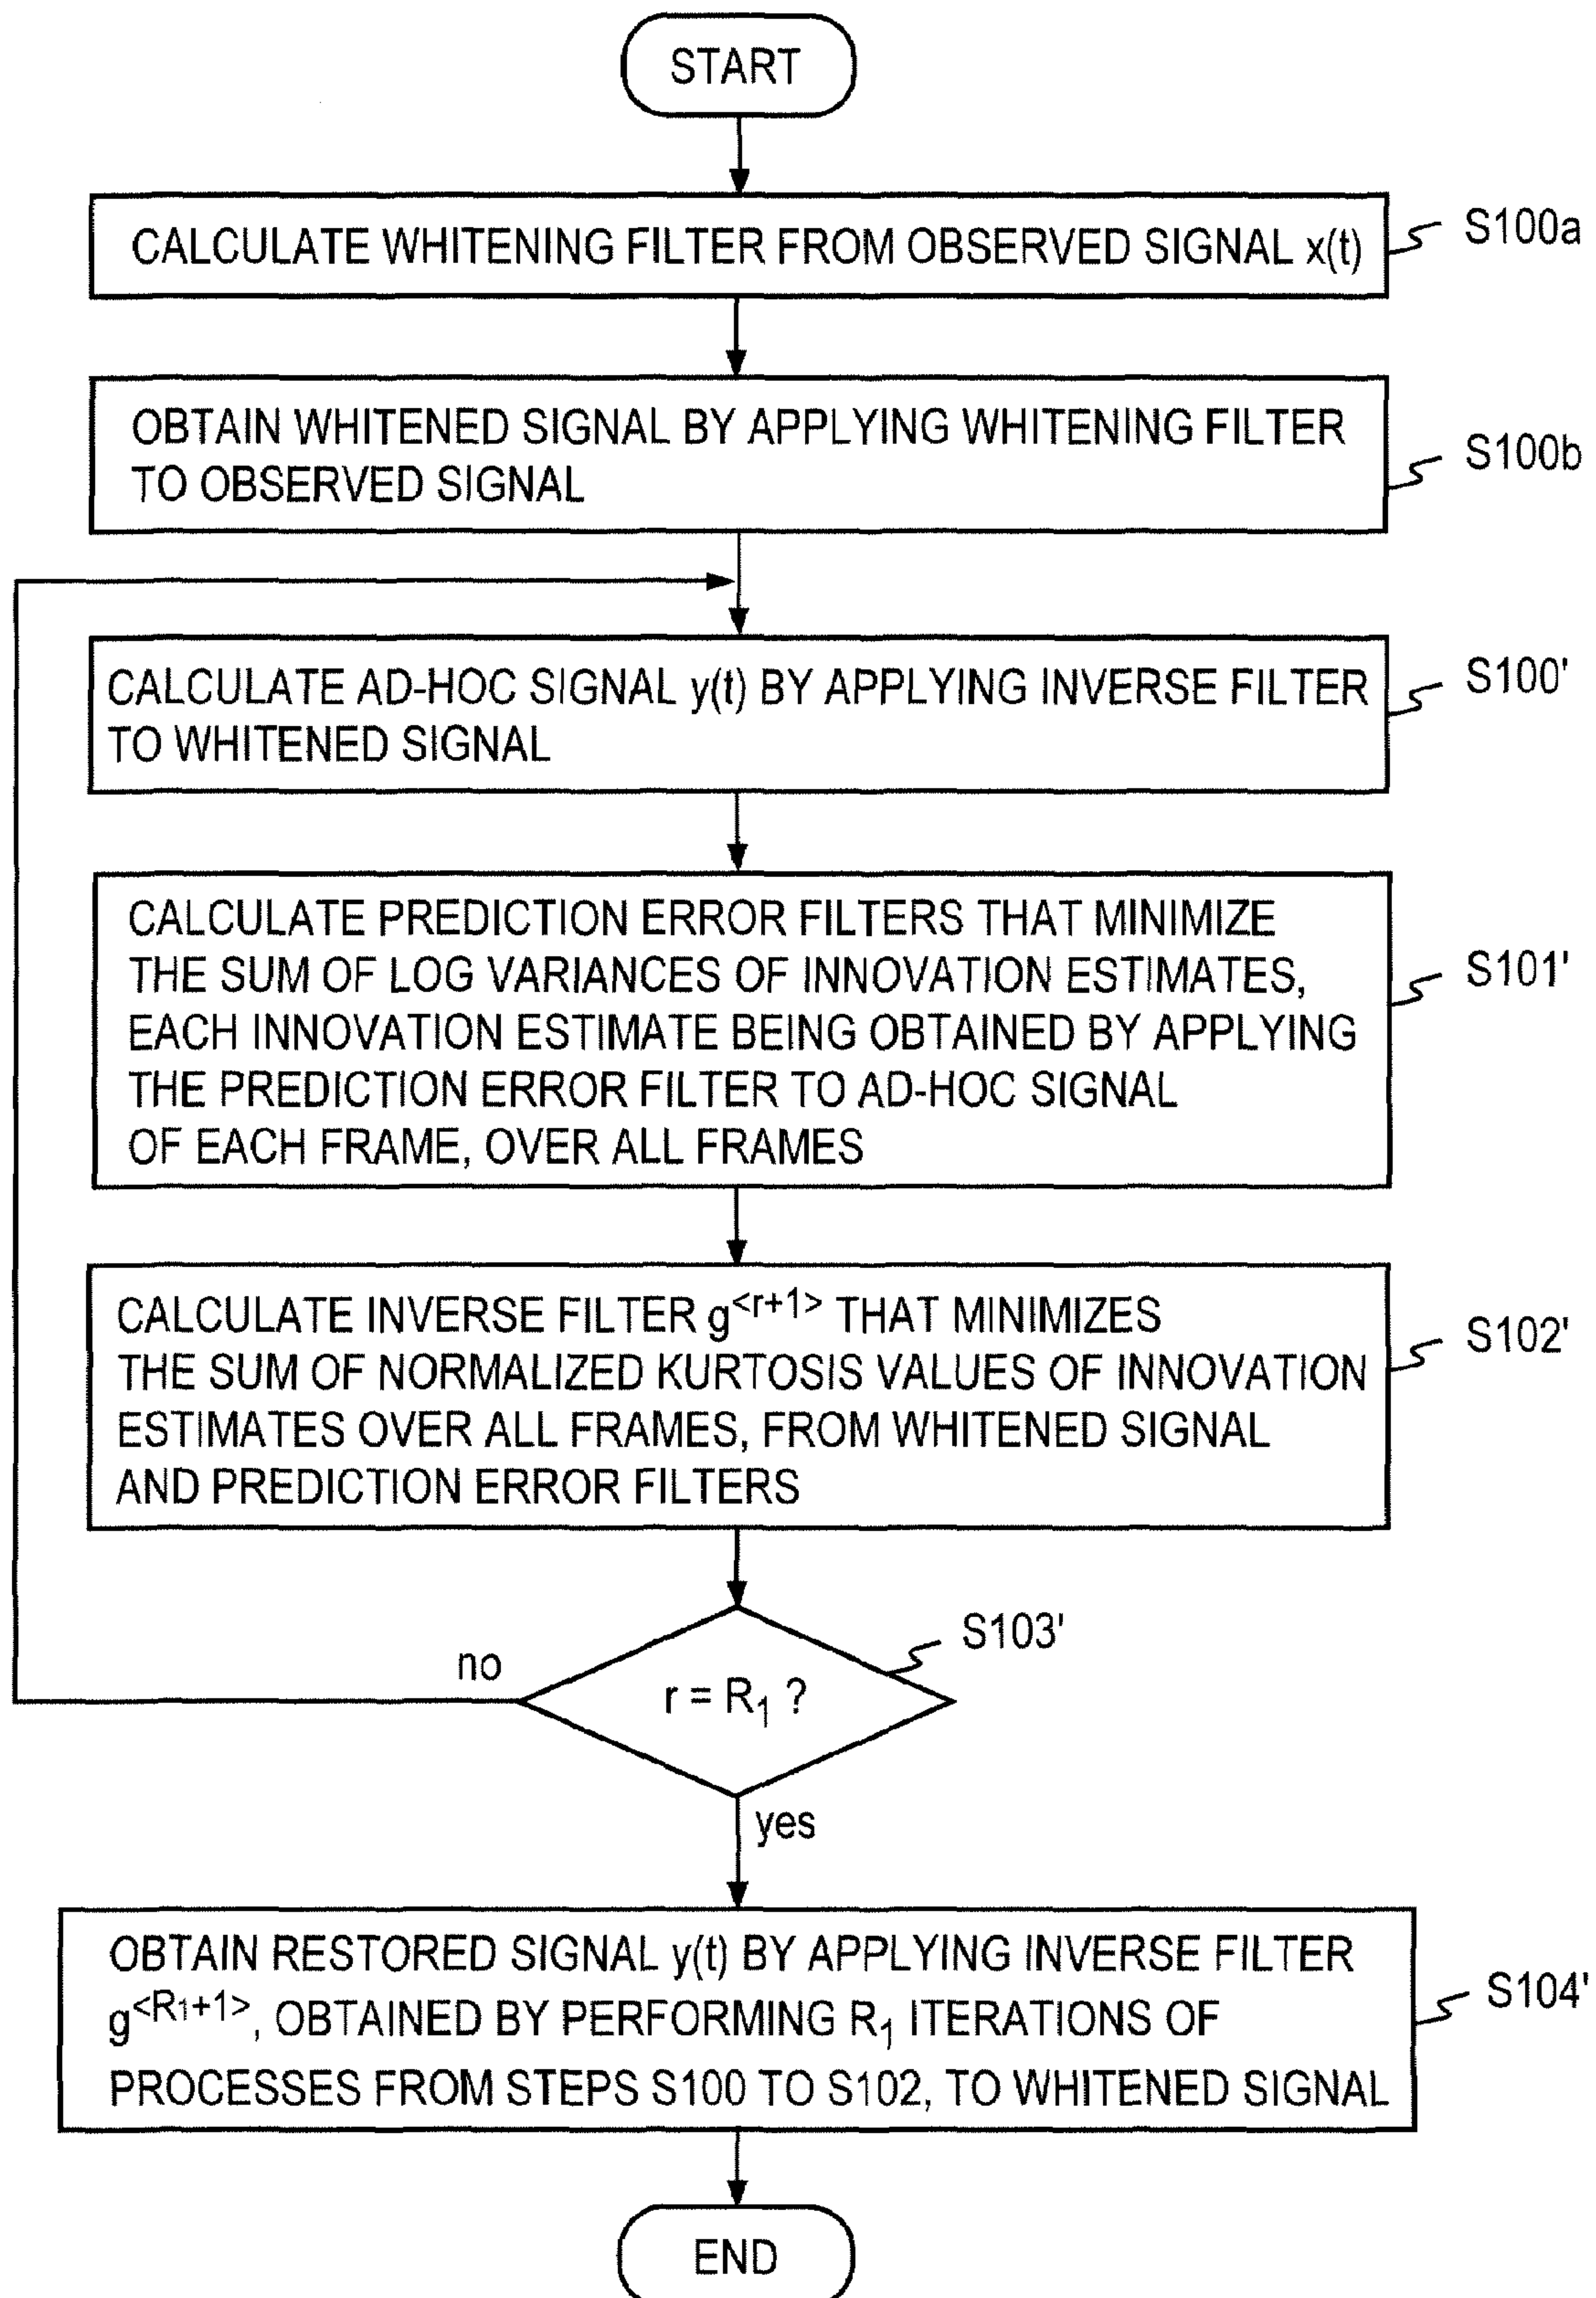 START
CALCULATE WHITENING FILTER FROM OBSERVED SIGNAL x(t)
S100a
OBTAIN WHITENED SIGNAL BY APPLYING WHITENING FILTER
TO OBSERVED SIGNAL
S100b
CALCULATE AD-HOC SIGNAL y(t) BY APPLYING INVERSE FILTER
TO WHITENED SIGNAL
S100'
CALCULATE PREDICTION ERROR FILTERS THAT MINIMIZE
THE SUM OF LOG VARIANCES OF INNOVATION ESTIMATES,
EACH INNOVATION ESTIMATE BEING OBTAINED BY APPLYING
THE PREDICTION ERROR FILTER TO AD-HOC SIGNAL
OF EACH FRAME, OVER ALL FRAMES
S101'
CALCULATE INVERSE FILTER g<r+1> THAT MINIMIZES
THE SUM OF NORMALIZED KURTOSIS VALUES OF INNOVATION
ESTIMATES OVER ALL FRAMES, FROM WHITENED SIGNAL
AND PREDICTION ERROR FILTERS
S102'
S103'
no
r = R1 ?
yes
OBTAIN RESTORED SIGNAL y(t) BY APPLYING INVERSE FILTER
g<R1+1>, OBTAINED BY PERFORMING R1 ITERATIONS OF
PROCESSES FROM STEPS S100 TO S102, TO WHITENED SIGNAL
S104'
END